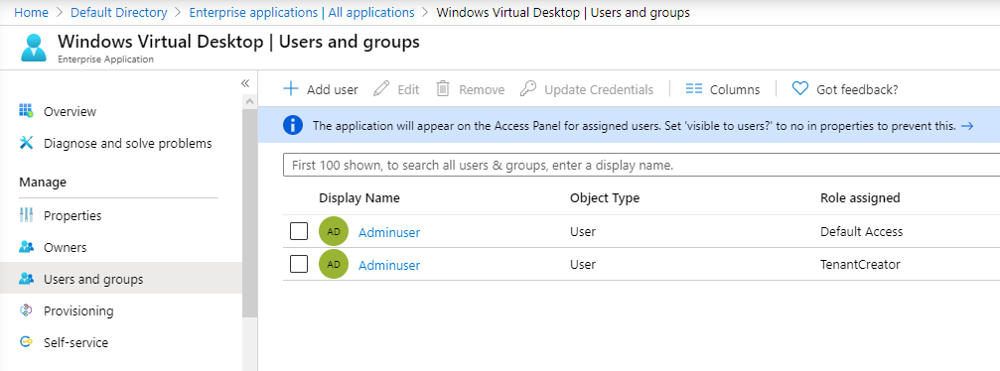 Home > Default Directory > Enterprise applications | All applications > Windows Virtual Desktop | Users and groups
Windows Virtual Desktop | Users and groups
Enterprise Application
«
Overview
Diagnose and solve problems
Manage
Properties
Owners
Users and groups
Provisioning
Self-service
+ Add user Edit Remove Update Credentials Columns Got feedback?
The application will appear on the Access Panel for assigned users. Set 'visible to users?' to no in properties to prevent this. →
First 100 shown, to search all users & groups, enter a display name.
Display Name Object Type Role assigned
AD Adminuser User Default Access
AD Adminuser User TenantCreator